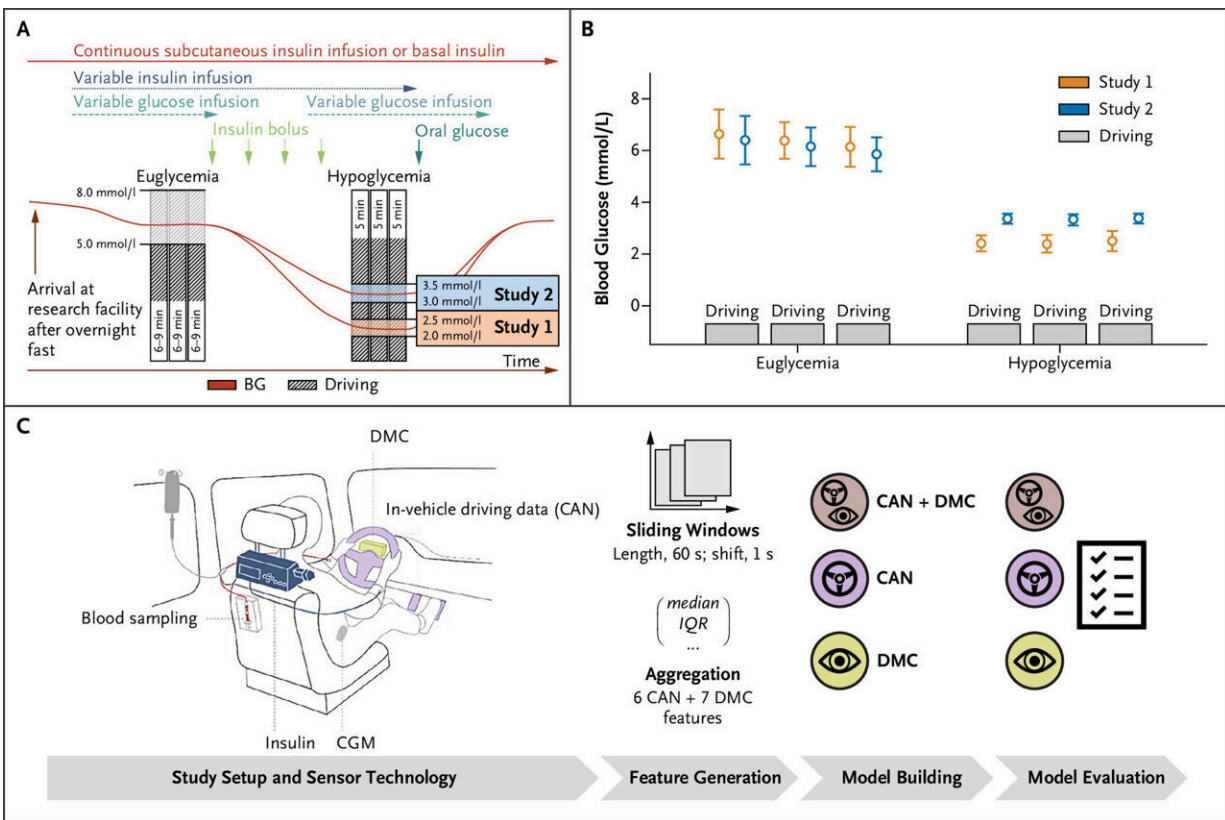 A
Continuous subcutaneous insulin infusion or basal insulin
Variable insulin infusion
Variable glucose infusion
Variable glucose infusion
Insulin bolus
Oral glucose
Euglycemia
Hypoglycemia
8.0 mmol/l
5.0 mmol/l
6–9 min
6–9 min
6–9 min
5 min
5 min
5 min
3.5 mmol/l
3.0 mmol/l
Study 2
2.5 mmol/l
2.0 mmol/l
Study 1
Arrival at
research facility
after overnight
fast
Time
BG
Driving
B
Blood Glucose (mmol/L)
8
6
4
2
0
Study 1
Study 2
Driving
Driving
Driving
Driving
Driving
Driving
Driving
Euglycemia
Hypoglycemia
C
DMC
In-vehicle driving data (CAN)
Blood sampling
Insulin
CGM
Sliding Windows
Length, 60 s; shift, 1 s
median
IQR
...
Aggregation
6 CAN + 7 DMC
features
CAN + DMC
CAN
DMC
Study Setup and Sensor Technology
Feature Generation
Model Building
Model Evaluation